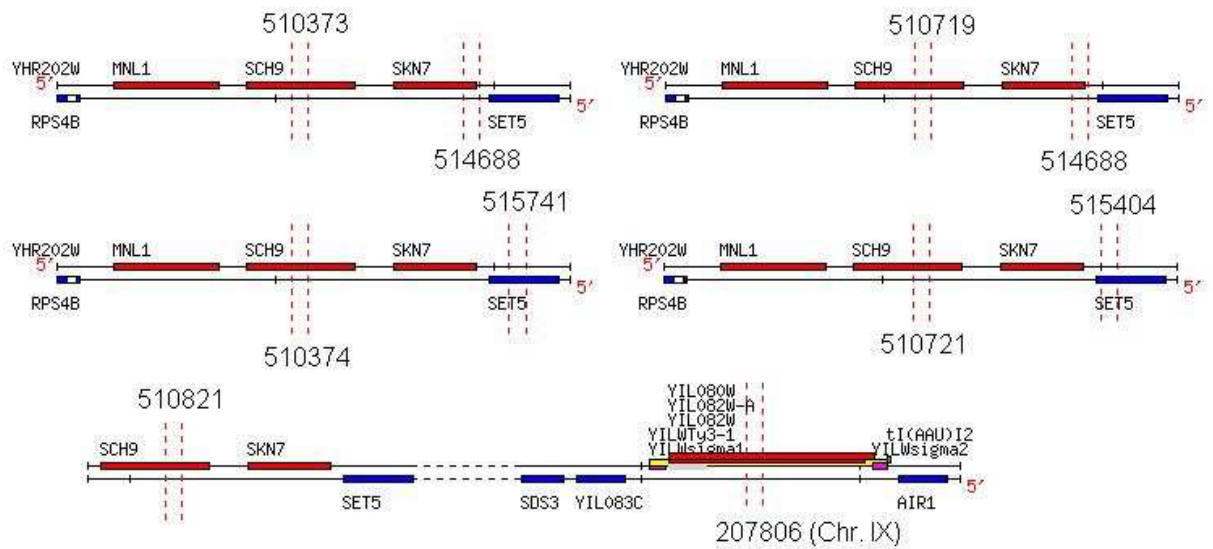 510373
510719
YHR202W MNL1 SCH9 SKN7
YHR202W MNL1 SCH9 SKN7
5′
5′
5′
5′
RPS4B SET5
RPS4B SET5
514688
514688
515741
515404
YHR202W MNL1 SCH9 SKN7
YHR202W MNL1 SCH9 SKN7
5′
5′
5′
5′
RPS4B SET5
RPS4B SET5
510374
510721
510821
YIL080W
YIL082W-A
YIL082W
SCH9 SKN7 YILWTy3-1 tI(AAU)I2
YILWsigma1 YILWsigma2
5′
SET5 SDS3 YIL083C AIR1
207806 (Chr. IX)